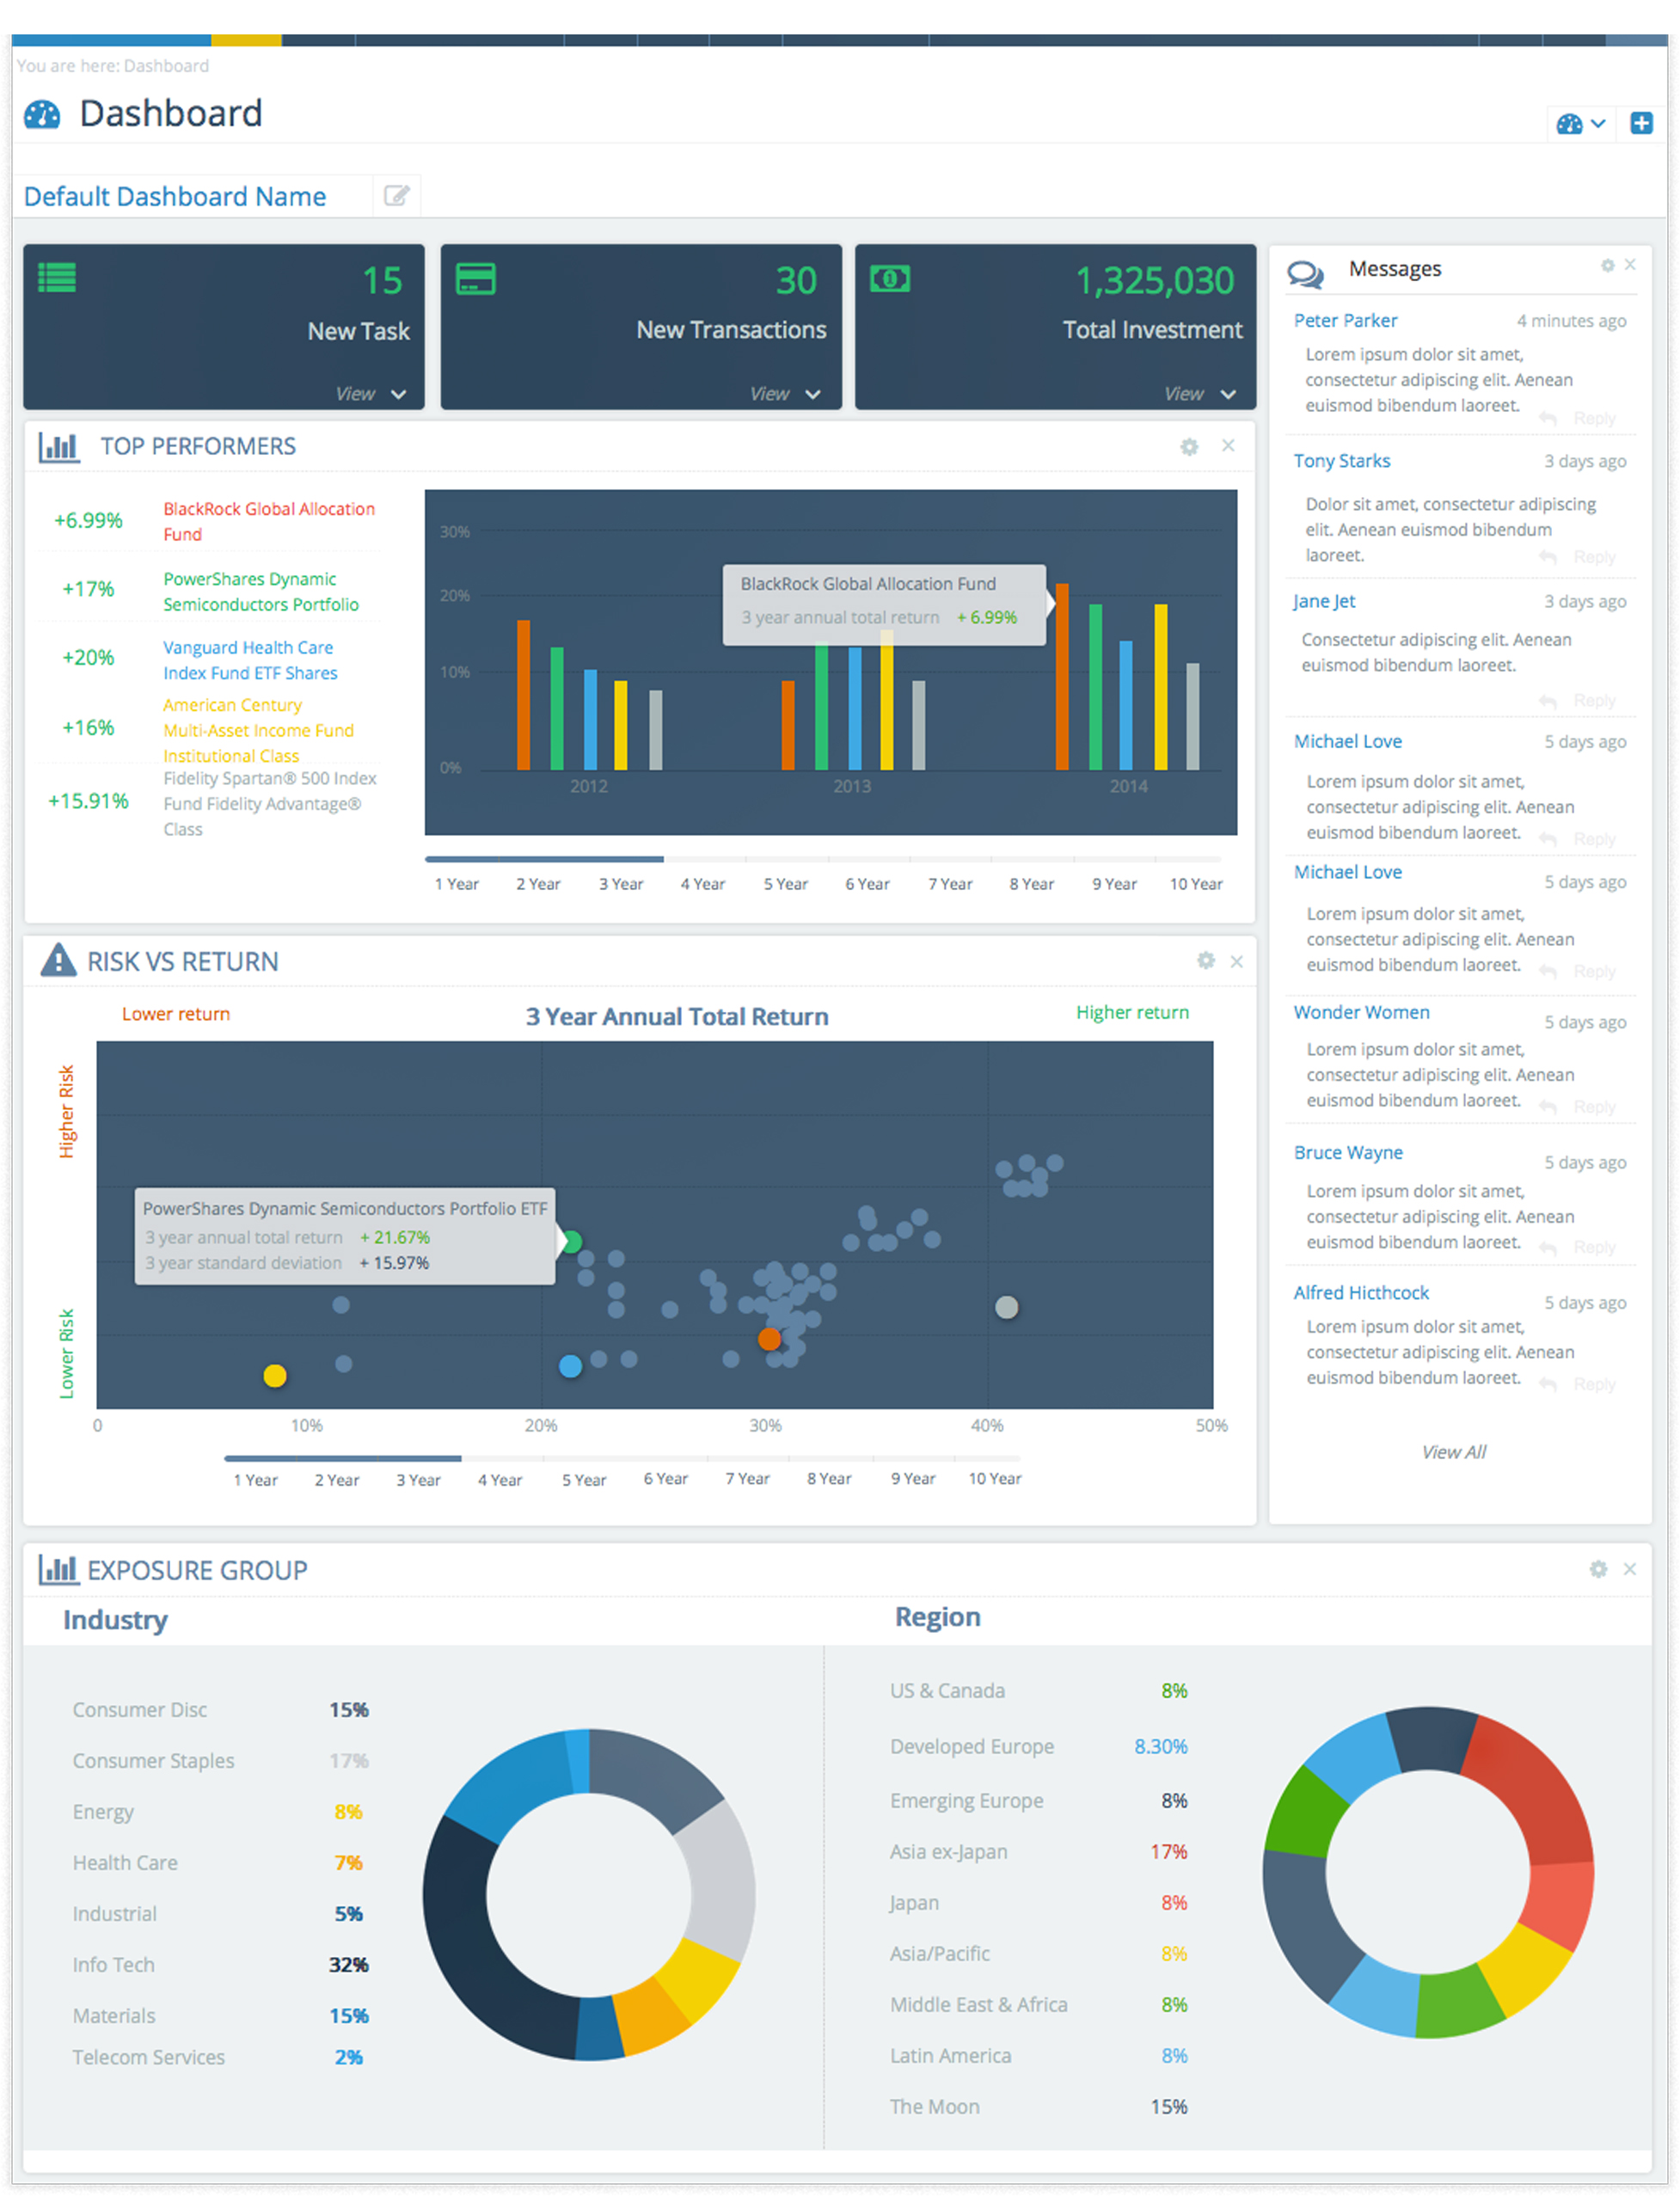 You are here: Dashboard
Dashboard
Default Dashboard Name
15
New Task
View
30
New Transactions
View
1,325,030
Total Investment
View
TOP PERFORMERS
+6.99%
BlackRock Global Allocation
Fund
+17%
PowerShares Dynamic
Semiconductors Portfolio
+20%
Vanguard Health Care
Index Fund ETF Shares
+16%
American Century
Multi-Asset Income Fund
Institutional Class
+15.91%
Fidelity Spartan® 500 Index
Fund Fidelity Advantage®
Class
30%
20%
10%
0%
BlackRock Global Allocation Fund
3 year annual total return + 6.99%
2012 2013 2014
1 Year 2 Year 3 Year 4 Year 5 Year 6 Year 7 Year 8 Year 9 Year 10 Year
RISK VS RETURN
Lower return 3 Year Annual Total Return Higher return
Higher Risk
Lower Risk
PowerShares Dynamic Semiconductors Portfolio ETF
3 year annual total return + 21.67%
3 year standard deviation + 15.97%
0 10% 20% 30% 40% 50%
1 Year 2 Year 3 Year 4 Year 5 Year 6 Year 7 Year 8 Year 9 Year 10 Year
Messages
Peter Parker 4 minutes ago
Lorem ipsum dolor sit amet,
consectetur adipiscing elit. Aenean
euismod bibendum laoreet.
Reply
Tony Starks 3 days ago
Dolor sit amet, consectetur adipiscing
elit. Aenean euismod bibendum
laoreet.
Reply
Jane Jet 3 days ago
Consectetur adipiscing elit. Aenean
euismod bibendum laoreet.
Reply
Michael Love 5 days ago
Lorem ipsum dolor sit amet,
consectetur adipiscing elit. Aenean
euismod bibendum laoreet.
Reply
Michael Love 5 days ago
Lorem ipsum dolor sit amet,
consectetur adipiscing elit. Aenean
euismod bibendum laoreet.
Reply
Wonder Women 5 days ago
Lorem ipsum dolor sit amet,
consectetur adipiscing elit. Aenean
euismod bibendum laoreet.
Reply
Bruce Wayne 5 days ago
Lorem ipsum dolor sit amet,
consectetur adipiscing elit. Aenean
euismod bibendum laoreet.
Reply
Alfred Hicthcock 5 days ago
Lorem ipsum dolor sit amet,
consectetur adipiscing elit. Aenean
euismod bibendum laoreet.
Reply
View All
EXPOSURE GROUP
Industry
Consumer Disc 15%
Consumer Staples 17%
Energy 8%
Health Care 7%
Industrial 5%
Info Tech 32%
Materials 15%
Telecom Services 2%
Region
US & Canada 8%
Developed Europe 8.30%
Emerging Europe 8%
Asia ex-Japan 17%
Japan 8%
Asia/Pacific 8%
Middle East & Africa 8%
Latin America 8%
The Moon 15%